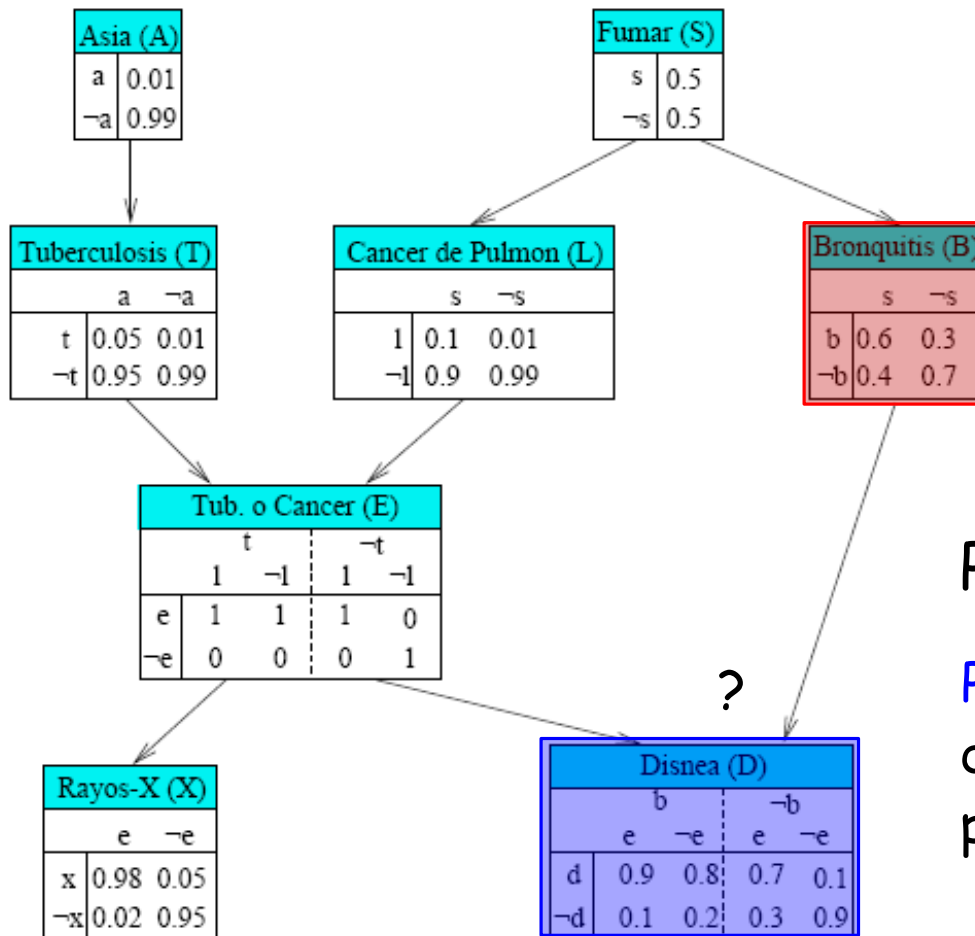 Asia (A)
a 0.01
¬a 0.99
Fumar (S)
s 0.5
¬s 0.5
Tuberculosis (T)
a ¬a
t 0.05 0.01
¬t 0.95 0.99
Cancer de Pulmon (L)
s ¬s
l 0.1 0.01
¬l 0.9 0.99
Bronquitis (B)
s ¬s
b 0.6 0.3
¬b 0.4 0.7
Tub. o Cancer (E)
t ¬t
l ¬l l ¬l
e 1 1 1 0
¬e 0 0 0 1
?
Rayos-X (X)
e ¬e
x 0.98 0.05
¬x 0.02 0.95
Disnea (D)
b ¬b
e ¬e e ¬e
d 0.9 0.8 0.7 0.1
¬d 0.1 0.2 0.3 0.9